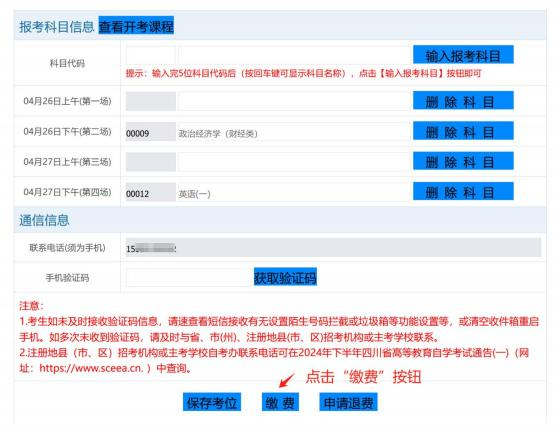 报考科目信息 查看开考课程
科目代码 输入报考科目
提示：输入完5位科目代码后（按回车键可显示科目名称），点击【输入报考科目】按钮即可
04月26日上午(第一场) 删 除 科 目
04月26日下午(第二场) 00009 政治经济学（财经类） 删 除 科 目
04月27日上午(第三场) 删 除 科 目
04月27日下午(第四场) 00012 英语(一) 删 除 科 目
通信信息
联系电话(须为手机)
手机验证码 获取验证码
注意：
1.考生如未及时接收验证码信息，请速查看短信接收有无设置陌生号码拦截或垃圾箱等功能设置等，或清空收件箱重启
手机。如多次未收到验证码，请及时与省、市(州)、注册地县(市、区)招考机构或主考学校联系。
2.注册地县（市、区）招考机构或主考学校自考办联系电话可在2024年下半年四川省高等教育自学考试通告(一)（网
址：https://www.sceea.cn. ）中查询。
点击“缴费”按钮
保存考位 缴 费 申请退费